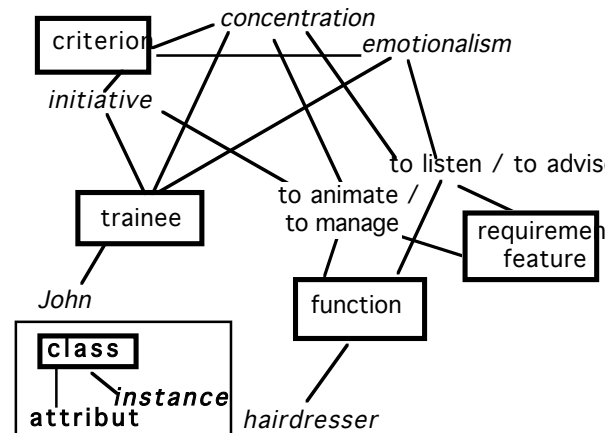 concentration
criterion
emotionalism
initiative
to listen / to advis
to animate /
to manage
trainee
requiremen
feature
John
function
class
instance
attribut
hairdresser